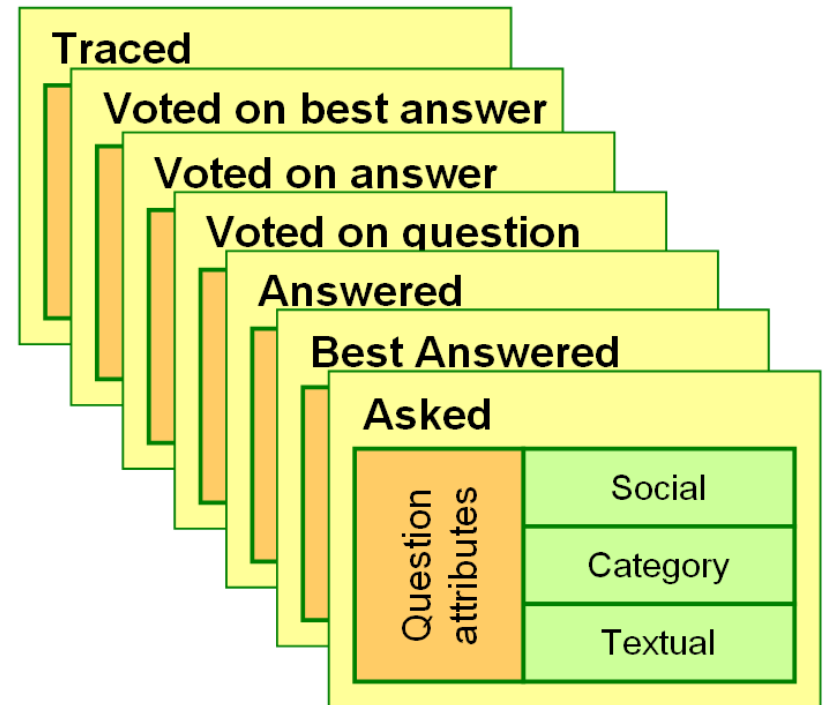 Traced
Voted on best answer
Voted on answer
Voted on question
Answered
Best Answered
Asked
Question
attributes
Social
Category
Textual